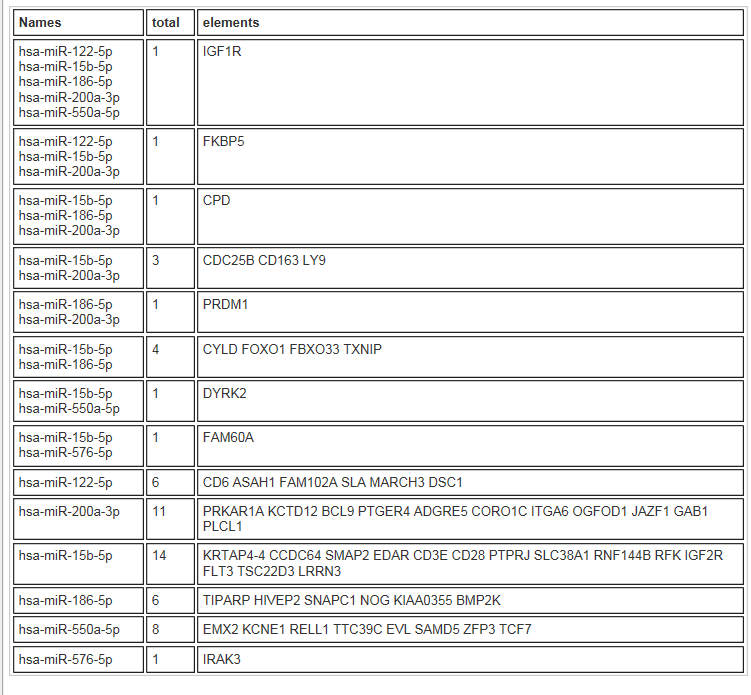 Names total elements
hsa-miR-122-5p 1 IGF1R
hsa-miR-15b-5p
hsa-miR-186-5p
hsa-miR-200a-3p
hsa-miR-550a-5p
hsa-miR-122-5p 1 FKBP5
hsa-miR-15b-5p
hsa-miR-200a-3p
hsa-miR-15b-5p 1 CPD
hsa-miR-186-5p
hsa-miR-200a-3p
hsa-miR-15b-5p 3 CDC25B CD163 LY9
hsa-miR-200a-3p
hsa-miR-186-5p 1 PRDM1
hsa-miR-200a-3p
hsa-miR-15b-5p 4 CYLD FOXO1 FBXO33 TXNIP
hsa-miR-186-5p
hsa-miR-15b-5p 1 DYRK2
hsa-miR-550a-5p
hsa-miR-15b-5p 1 FAM60A
hsa-miR-576-5p
hsa-miR-122-5p 6 CD6 ASAH1 FAM102A SLA MARCH3 DSC1
hsa-miR-200a-3p 11 PRKAR1A KCTD12 BCL9 PTGER4 ADGRE5 CORO1C ITGA6 OGFOD1 JAZF1 GAB1
PLCL1
hsa-miR-15b-5p 14 KRTAP4-4 CCDC64 SMAP2 EDAR CD3E CD28 PTPRJ SLC38A1 RNF144B RFK IGF2R
FLT3 TSC22D3 LRRN3
hsa-miR-186-5p 6 TIPARP HIVEP2 SNAPC1 NOG KIAA0355 BMP2K
hsa-miR-550a-5p 8 EMX2 KCNE1 RELL1 TTC39C EVL SAMD5 ZFP3 TCF7
hsa-miR-576-5p 1 IRAK3